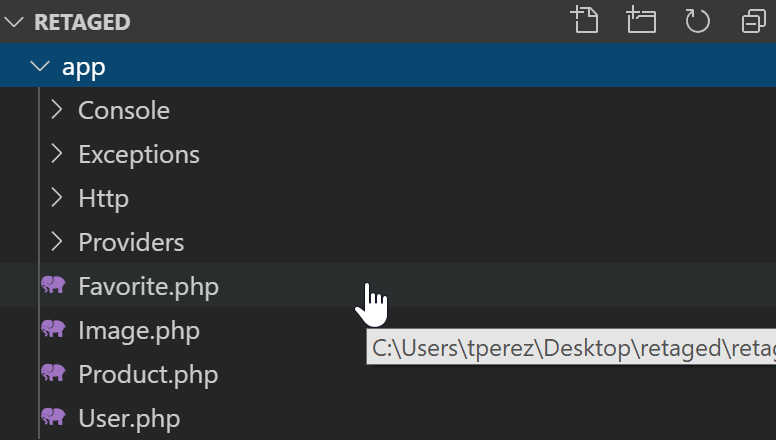 RETAGED
app
Console
Exceptions
Http
Providers
Favorite.php
Image.php
C:\Users\tperez\Desktop\retaged\retag
Product.php
User.php